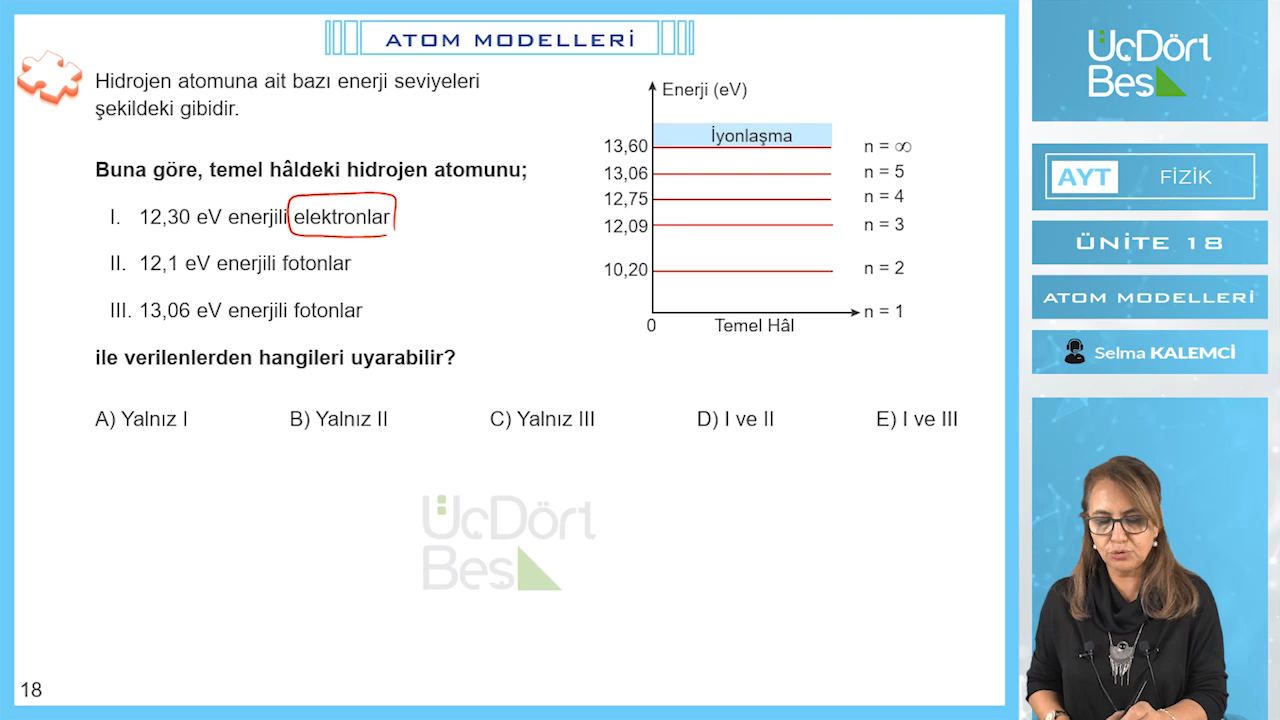 ATOM MODELLERİ
Hidrojen atomuna ait bazı enerji seviyeleri
şekildeki gibidir.
Buna göre, temel hâldeki hidrojen atomunu;
I. 12,30 eV enerjili elektronlar
II. 12,1 eV enerjili fotonlar
III. 13,06 eV enerjili fotonlar
ile verilenlerden hangileri uyarabilir?
A) Yalnız I B) Yalnız II C) Yalnız III D) I ve II E) I ve III
Enerji (eV)
İyonlaşma
13,60 n = ∞
13,06 n = 5
12,75 n = 4
12,09 n = 3
10,20 n = 2
n = 1
0 Temel Hâl
ÜçDört
Beş
18
ÜçDört
Beş
AYT FİZİK
ÜNİTE 18
ATOM MODELLERİ
Selma KALEMCİ